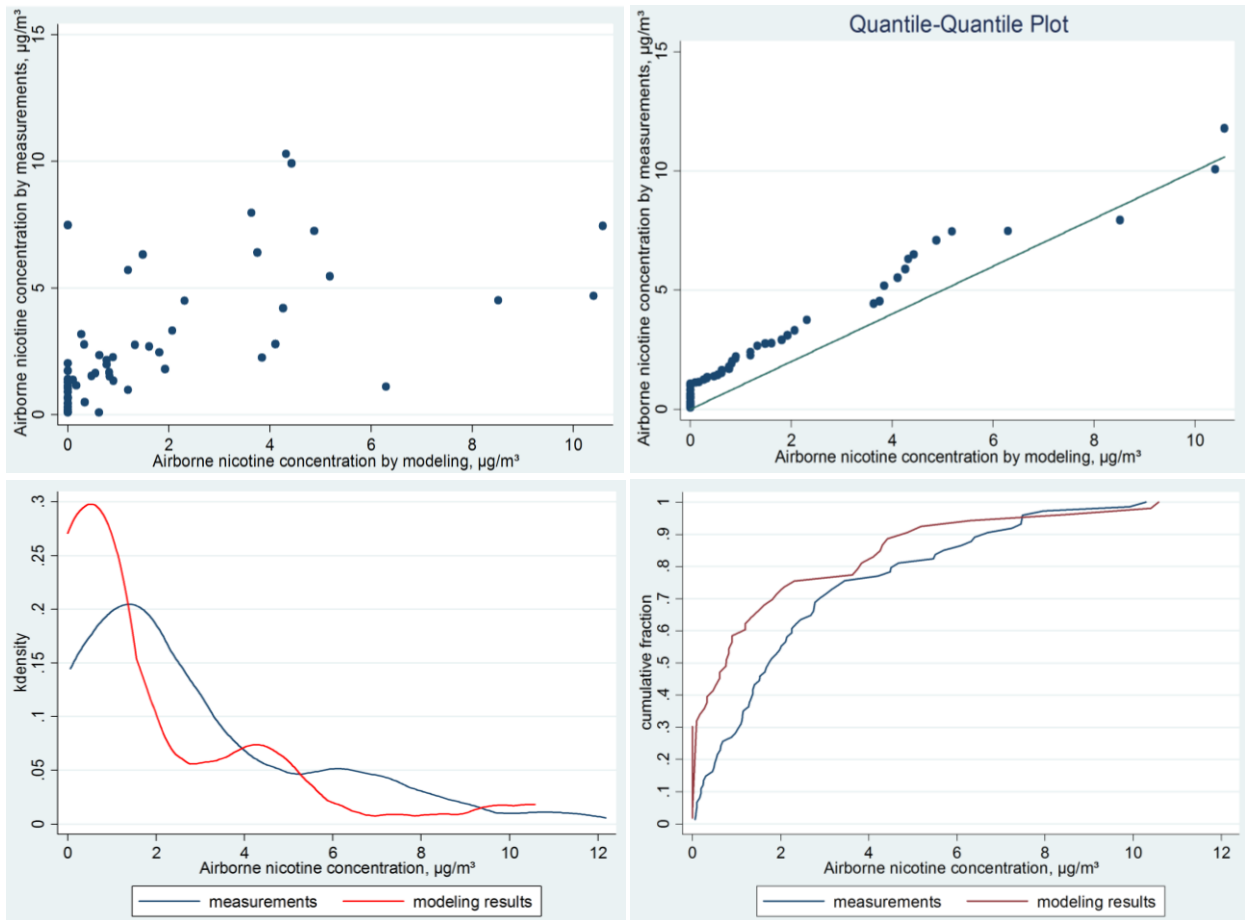 Airborne nicotine concentration by measurements, µg/m³
15
10
5
0
0 2 4 6 8 10
Airborne nicotine concentration by modeling, µg/m³
Quantile-Quantile Plot
Airborne nicotine concentration by measurements, µg/m³
15
10
5
0
0 2 4 6 8 10
Airborne nicotine concentration by modeling, µg/m³
kdensity
.3
.25
.2
.15
.1
.05
0
0 2 4 6 8 10 12
Airborne nicotine concentration, µg/m³
measurements modeling results
cumulative fraction
1
.9
.8
.7
.6
.5
.4
.3
.2
.1
0
0 2 4 6 8 10 12
Airborne nicotine concentration, µg/m³
measurements modeling results